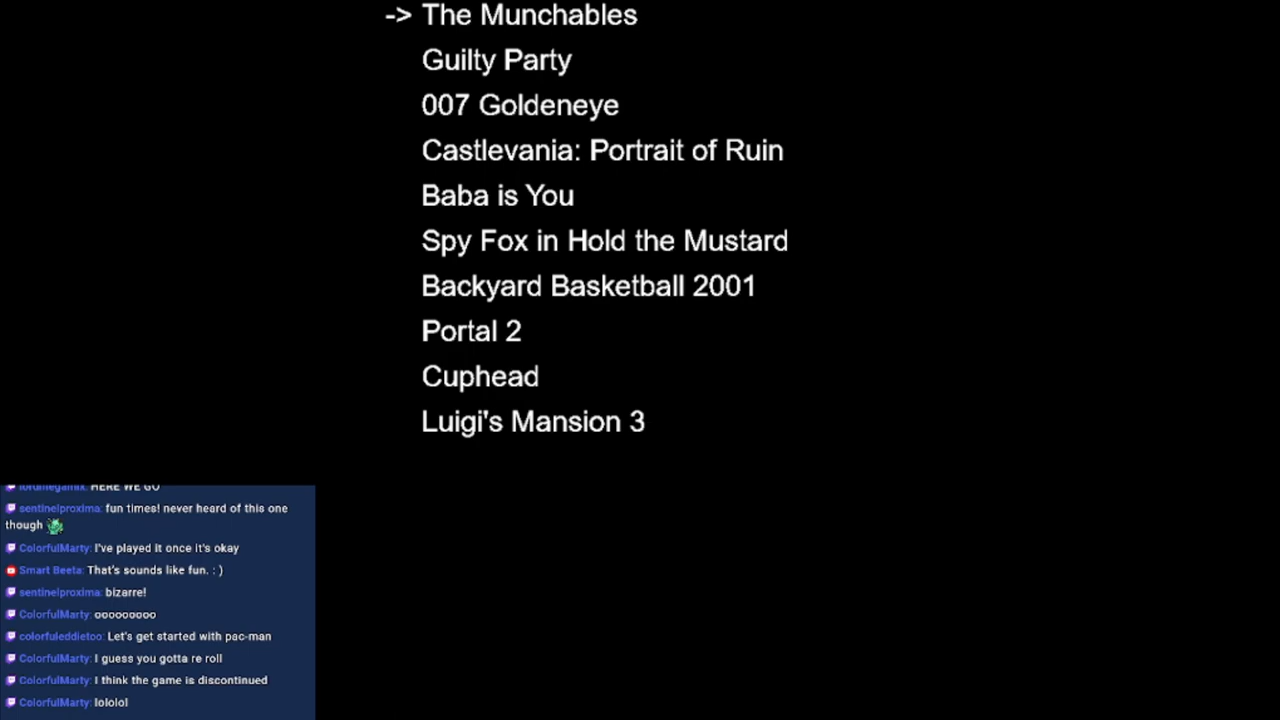 -> The Munchables
Guilty Party
007 Goldeneye
Castlevania: Portrait of Ruin
Baba is You
Spy Fox in Hold the Mustard
Backyard Basketball 2001
Portal 2
Cuphead
Luigi's Mansion 3
lordmegamix: HERE WE GO
sentinelproxima: fun times! never heard of this one
though
ColorfulMarty: I've played it once it's okay
Smart Beeta: That's sounds like fun. : )
sentinelproxima: bizarre!
ColorfulMarty: ooooooooo
colorfuleddietoo: Let's get started with pac-man
ColorfulMarty: I guess you gotta re roll
ColorfulMarty: I think the game is discontinued
ColorfulMarty: lololol